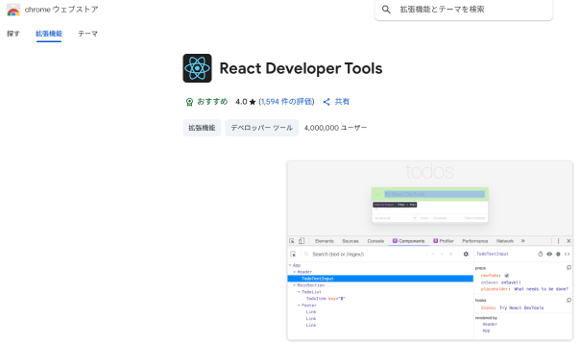 chrome ウェブストア
拡張機能とテーマを検索
探す 拡張機能 テーマ
React Developer Tools
おすすめ 4.0 ★ (1,594 件の評価) 共有
拡張機能 デベロッパー ツール 4,000,000 ユーザー
todos
Elements Sources Console Components Profiler Performance Network
Search (text or /regex/)
TodoTextInput
App
Header
TodoTextInput
MainSection
TodoList
TodoItem key="0"
Footer
Link
Link
Link
props
newTodo:
onSave: onSave()
placeholder: "What needs to be done?
hooks
State: Try React DevTools
rendered by
Header
App